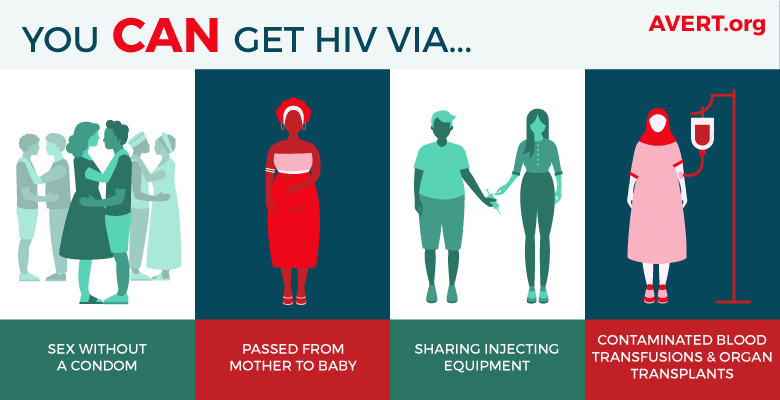 YOU CAN GET HIV VIA...
AVERT.org
SEX WITHOUT
A CONDOM
PASSED FROM
MOTHER TO BABY
SHARING INJECTING
EQUIPMENT
CONTAMINATED BLOOD
TRANSFUSIONS & ORGAN
TRANSPLANTS